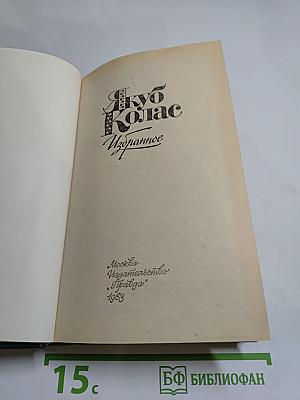 Якуб
Колас
Избранное
Москва
Издательство
„Правда"
1983
15с
БФ БИБЛИОФАН